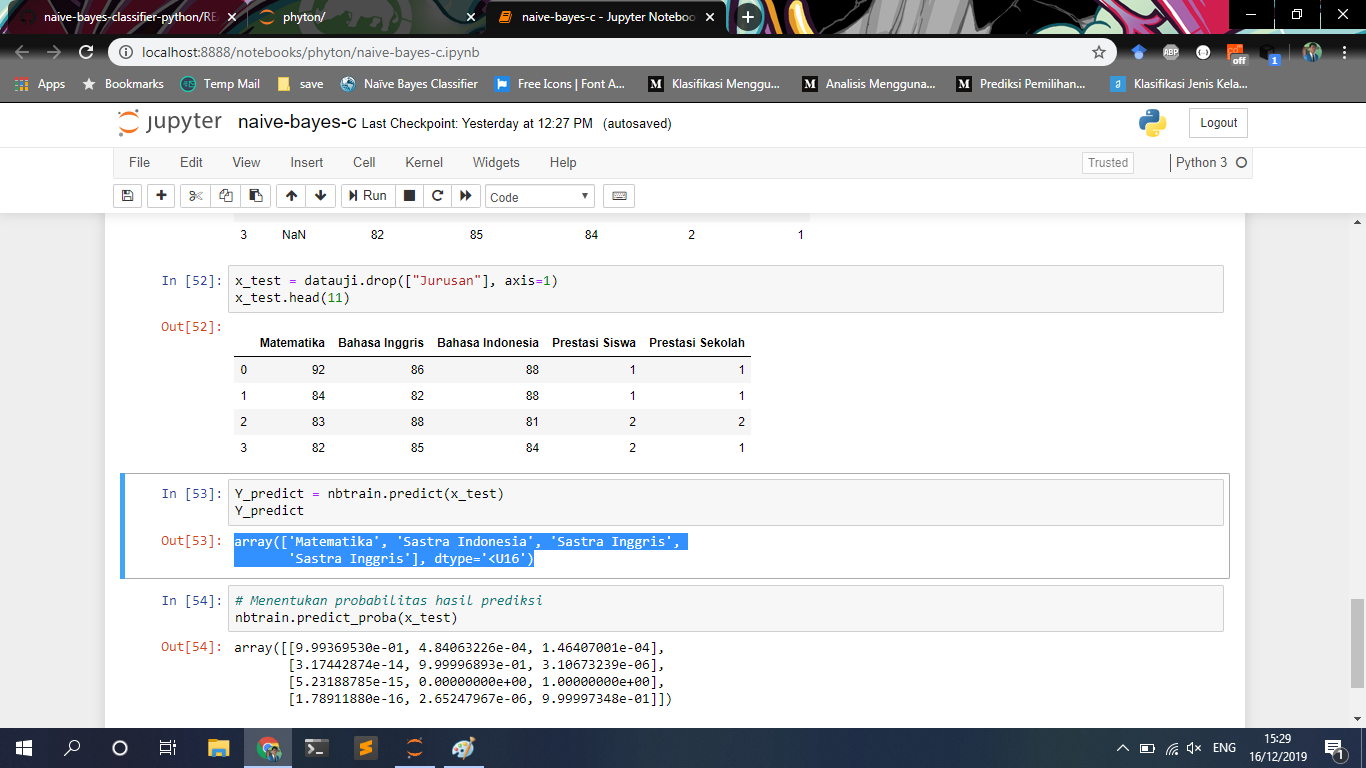 naive-bayes-classifier-python/RE
phyton/
naive-bayes-c - Jupyter Noteboo
localhost:8888/notebooks/phyton/naive-bayes-c.ipynb
ABP
off
1
Apps
Bookmarks
Temp Mail
save
Naïve Bayes Classifier
Free Icons | Font A...
M Klasifikasi Menggu...
M Analisis Mengguna...
M Prediksi Pemilihan...
Klasifikasi Jenis Kela...
jupyter naive-bayes-c Last Checkpoint: Yesterday at 12:27 PM (autosaved)
Logout
File Edit View Insert Cell Kernel Widgets Help
Trusted
Python 3
Run
Code
3 NaN 82 85 84 2 1
In [52]: x_test = datauji.drop(["Jurusan"], axis=1)
x_test.head(11)
Out[52]:
Matematika Bahasa Inggris Bahasa Indonesia Prestasi Siswa Prestasi Sekolah
0 92 86 88 1 1
1 84 82 88 1 1
2 83 88 81 2 2
3 82 85 84 2 1
In [53]: Y_predict = nbtrain.predict(x_test)
Y_predict
Out[53]: array(['Matematika', 'Sastra Indonesia', 'Sastra Inggris',
'Sastra Inggris'], dtype='<U16')
In [54]: # Menentukan probabilitas hasil prediksi
nbtrain.predict_proba(x_test)
Out[54]: array([[9.99369530e-01, 4.84063226e-04, 1.46407001e-04],
[3.17442874e-14, 9.99996893e-01, 3.10673239e-06],
[5.23188785e-15, 0.00000000e+00, 1.00000000e+00],
[1.78911880e-16, 2.65247967e-06, 9.99997348e-01]])
ENG
15:29
16/12/2019
1